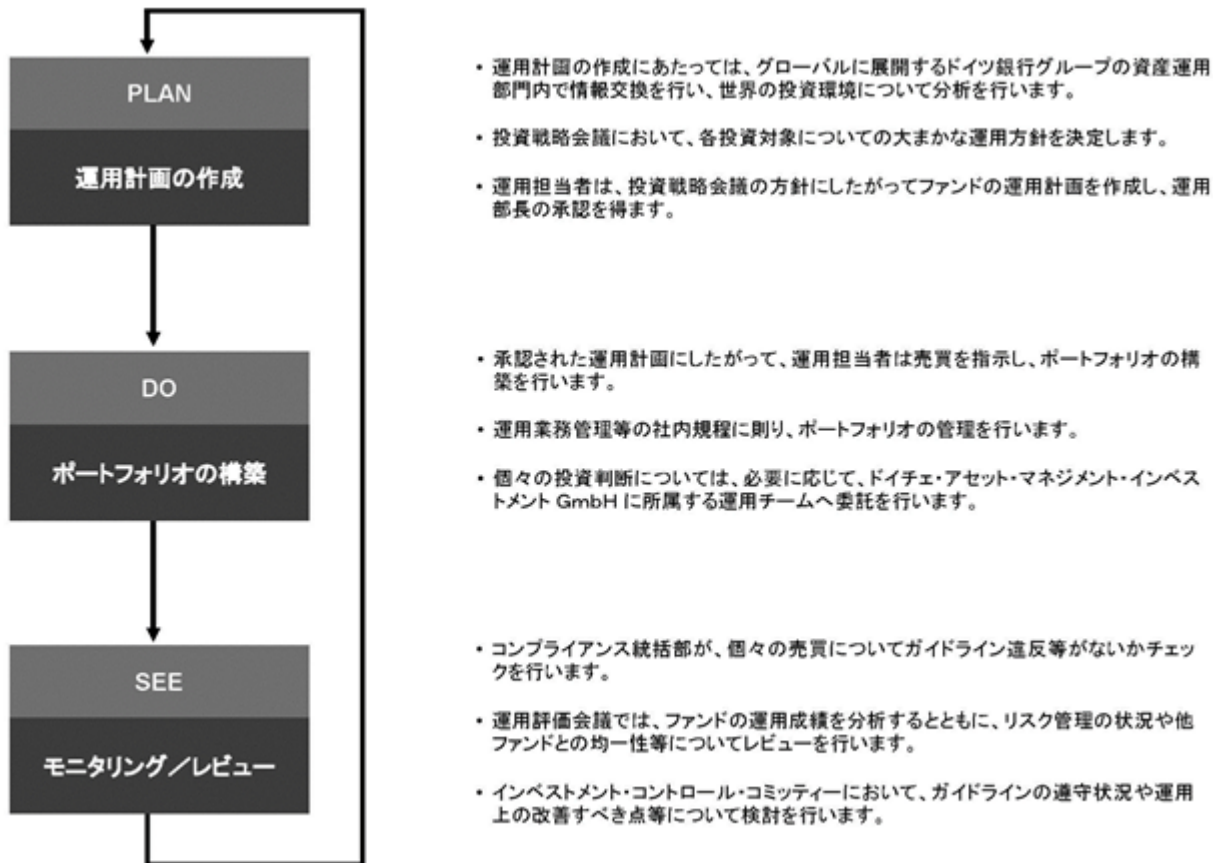 PLAN
運用計画の作成
・ 運用計画の作成にあたっては、グローバルに展開するドイツ銀行グループの資産運用
部門内で情報交換を行い、世界の投資環境について分析を行います。
・ 投資戦略会議において、各投資対象についての大まかな運用方針を決定します。
・ 運用担当者は、投資戦略会議の方針にしたがってファンドの運用計画を作成し、運用
部長の承認を得ます。
DO
ポートフォリオの構築
・ 承認された運用計画にしたがって、運用担当者は売買を指示し、ポートフォリオの構
築を行います。
・ 運用業務管理等の社内規程に則り、ポートフォリオの管理を行います。
・ 個々の投資判断については、必要に応じて、ドイチェ・アセット・マネジメント・インベス
トメント GmbH に所属する運用チームへ委託を行います。
SEE
モニタリング／レビュー
・ コンプライアンス統括部が、個々の売買についてガイドライン違反等がないかチェッ
クを行います。
・ 運用評価会議では、ファンドの運用成績を分析するとともに、リスク管理の状況や他
ファンドとの均一性等についてレビューを行います。
・ インベストメント・コントロール・コミッティーにおいて、ガイドラインの遵守状況や運用
上の改善すべき点等について検討を行います。